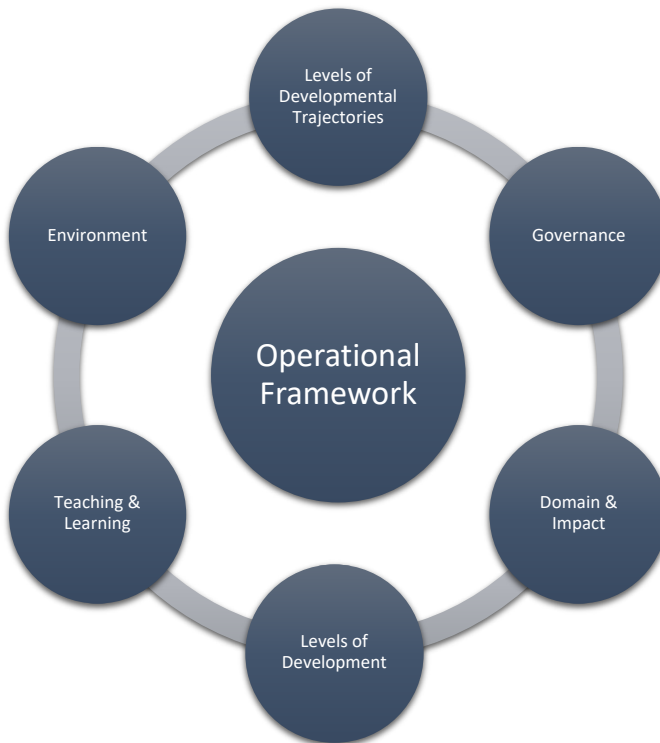 Levels of
Developmental
Trajectories
Environment
Governance
Operational
Framework
Teaching &
Learning
Domain &
Impact
Levels of
Development